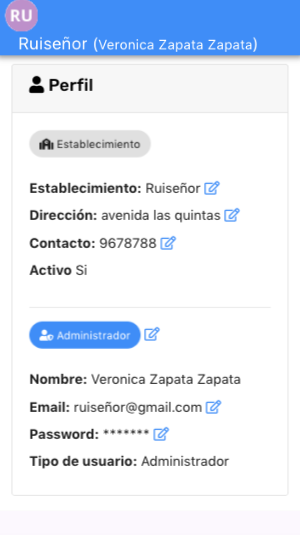 RU
Ruiseñor (Veronica Zapata Zapata)
Perfil
Establecimiento
Establecimiento: Ruiseñor
Dirección: avenida las quintas
Contacto: 9678788
Activo Si
Administrador
Nombre: Veronica Zapata Zapata
Email: ruiseñor@gmail.com
Password: *******
Tipo de usuario: Administrador